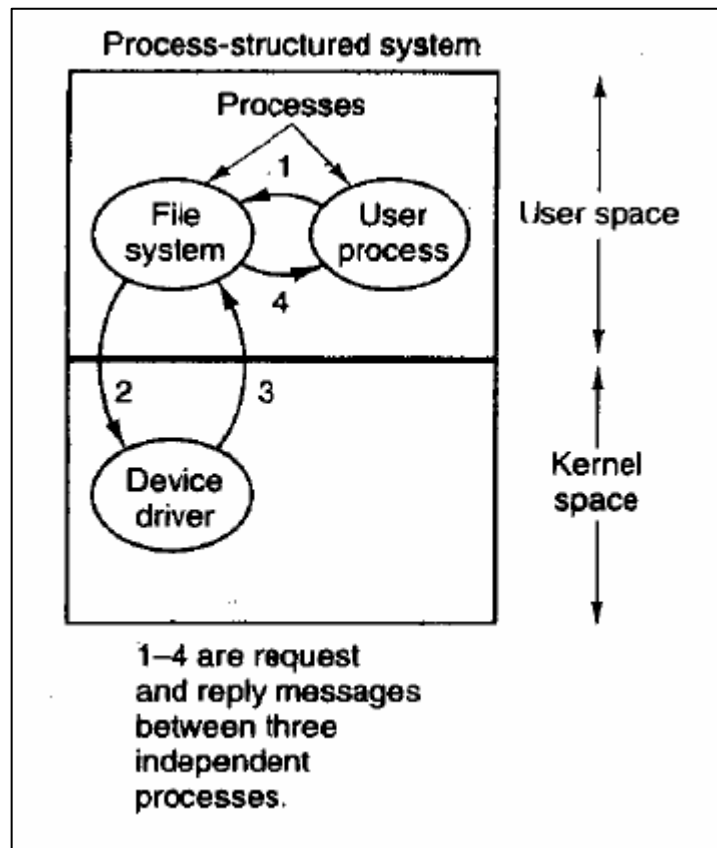 Process-structured system
Processes
1
File
system
User
process
4
User space
2
3
Device
driver
Kernel
space
1–4 are request
and reply messages
between three
independent
processes.